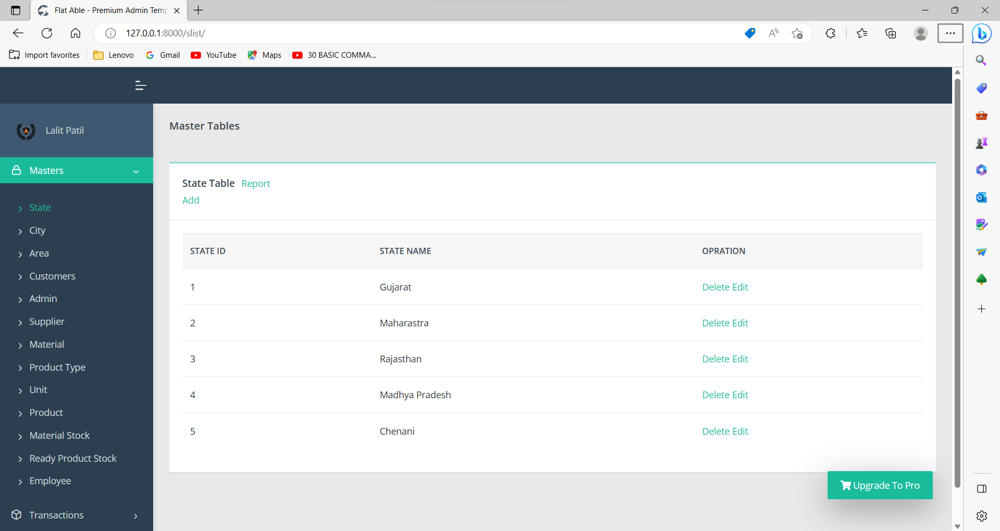 Flat Able - Premium Admin Temp
127.0.0.1:8000/slist/
Import favorites
Lenovo
Gmail
YouTube
Maps
30 BASIC COMMA...
Lalit Patil
Masters
State
City
Area
Customers
Admin
Supplier
Material
Product Type
Unit
Product
Material Stock
Ready Product Stock
Employee
Transactions
Master Tables
State Table Report
Add
STATE ID STATE NAME OPRATION
1 Gujarat Delete Edit
2 Maharastra Delete Edit
3 Rajasthan Delete Edit
4 Madhya Pradesh Delete Edit
5 Chenani Delete Edit
Upgrade To Pro